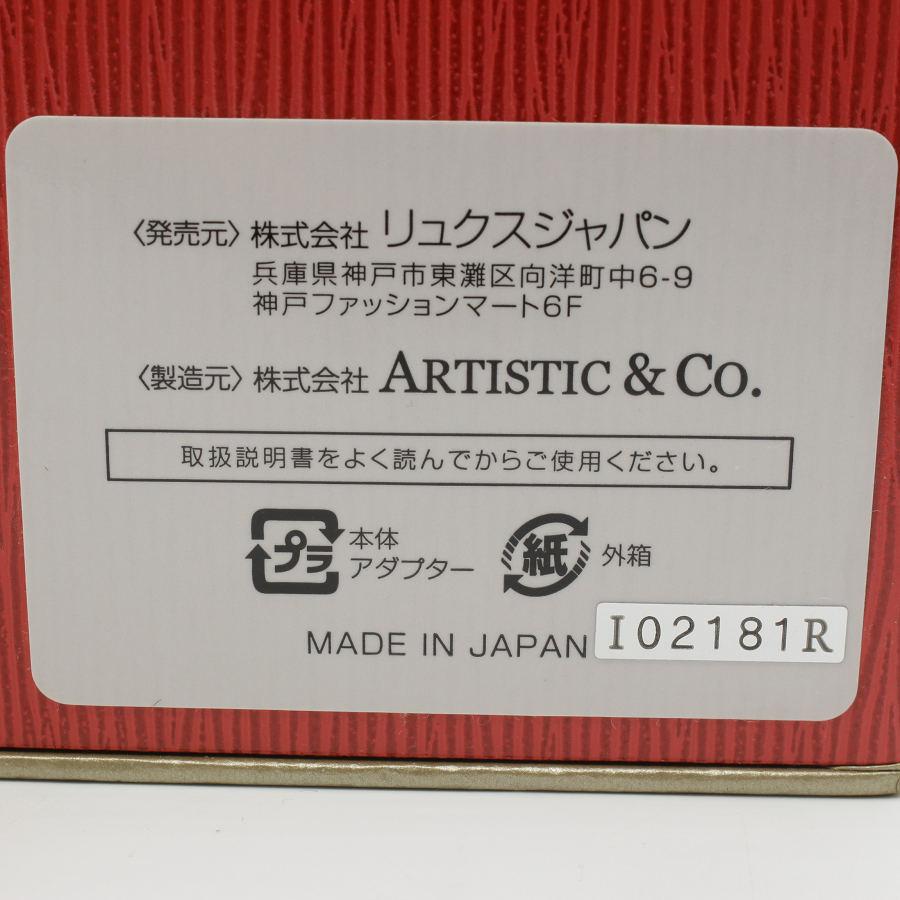 〈発売元〉 株式会社 リュクスジャパン
兵庫県神戸市東灘区向洋町中6-9
神戸ファッションマート6F
〈製造元〉 株式会社 ARTISTIC & CO.
取扱説明書をよく読んでからご使用ください。
プラ 本体
アダプター
紙 外箱
MADE IN JAPAN I02181R